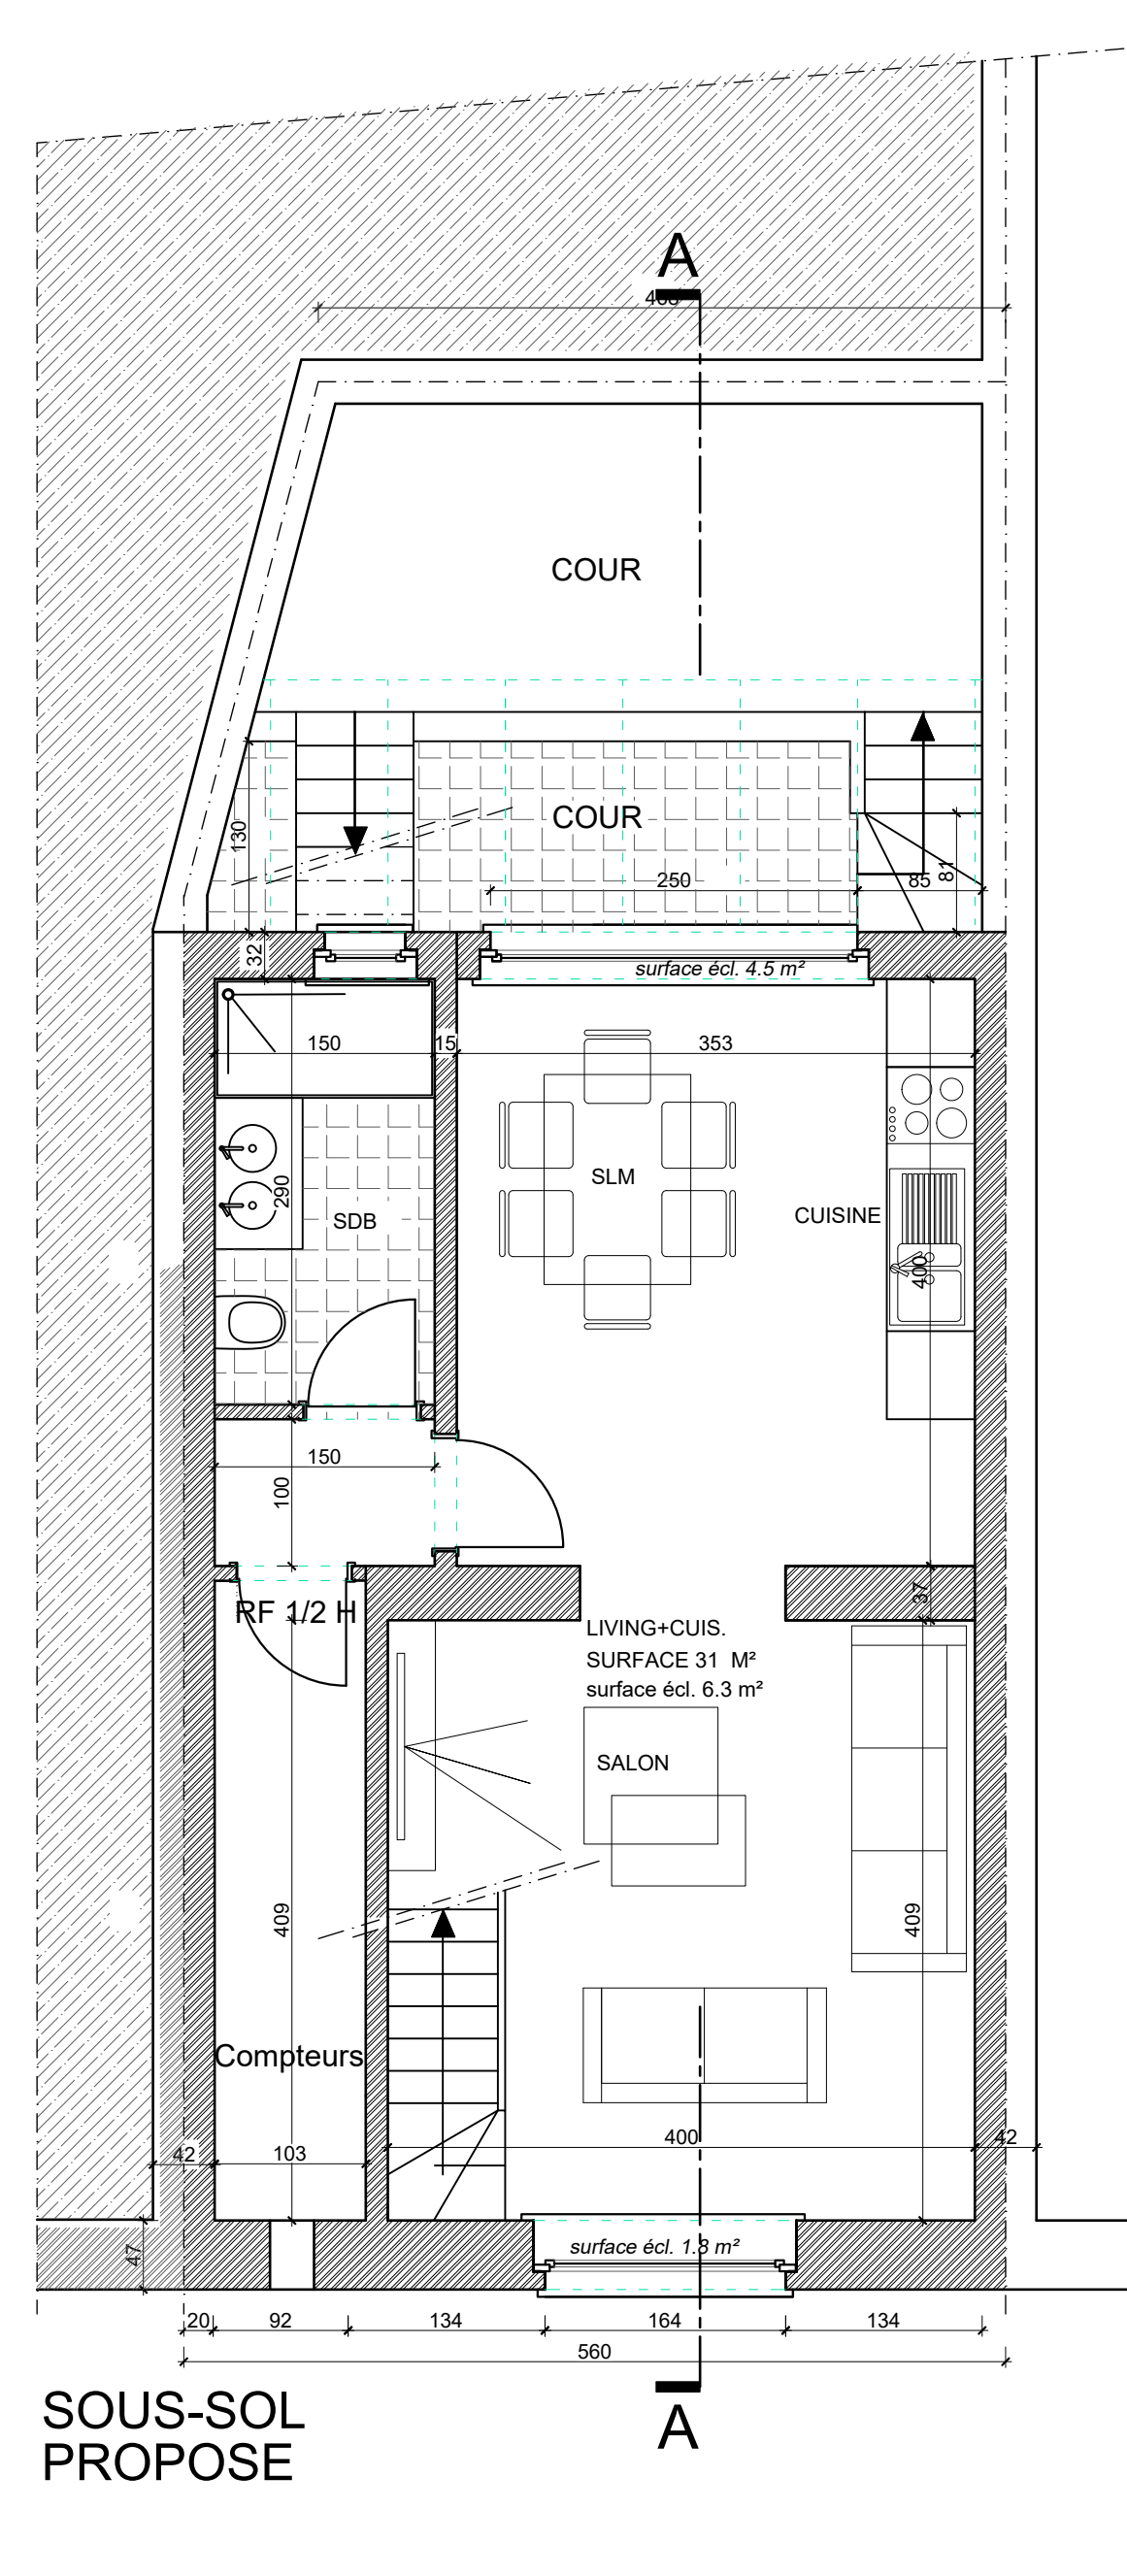 A
COUR
COUR
130
250
85
81
32
surface écl. 4.5 m²
150
15
353
290
SDB
SLM
CUISINE
400
150
100
37
RF 1/2 H
LIVING+CUIS.
SURFACE 31 M²
surface écl. 6.3 m²
SALON
409
409
Compteurs
42
103
400
42
47
surface écl. 1.8 m²
20
92
134
164
134
560
SOUS-SOL
PROPOSE
A